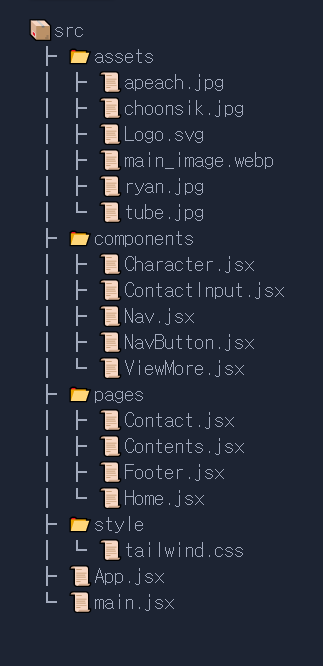 src
├ assets
│ ├ apeach.jpg
│ ├ choonsik.jpg
│ ├ Logo.svg
│ ├ main_image.webp
│ ├ ryan.jpg
│ └ tube.jpg
├ components
│ ├ Character.jsx
│ ├ ContactInput.jsx
│ ├ Nav.jsx
│ ├ NavButton.jsx
│ └ ViewMore.jsx
├ pages
│ ├ Contact.jsx
│ ├ Contents.jsx
│ ├ Footer.jsx
│ └ Home.jsx
├ style
│ └ tailwind.css
├ App.jsx
└ main.jsx